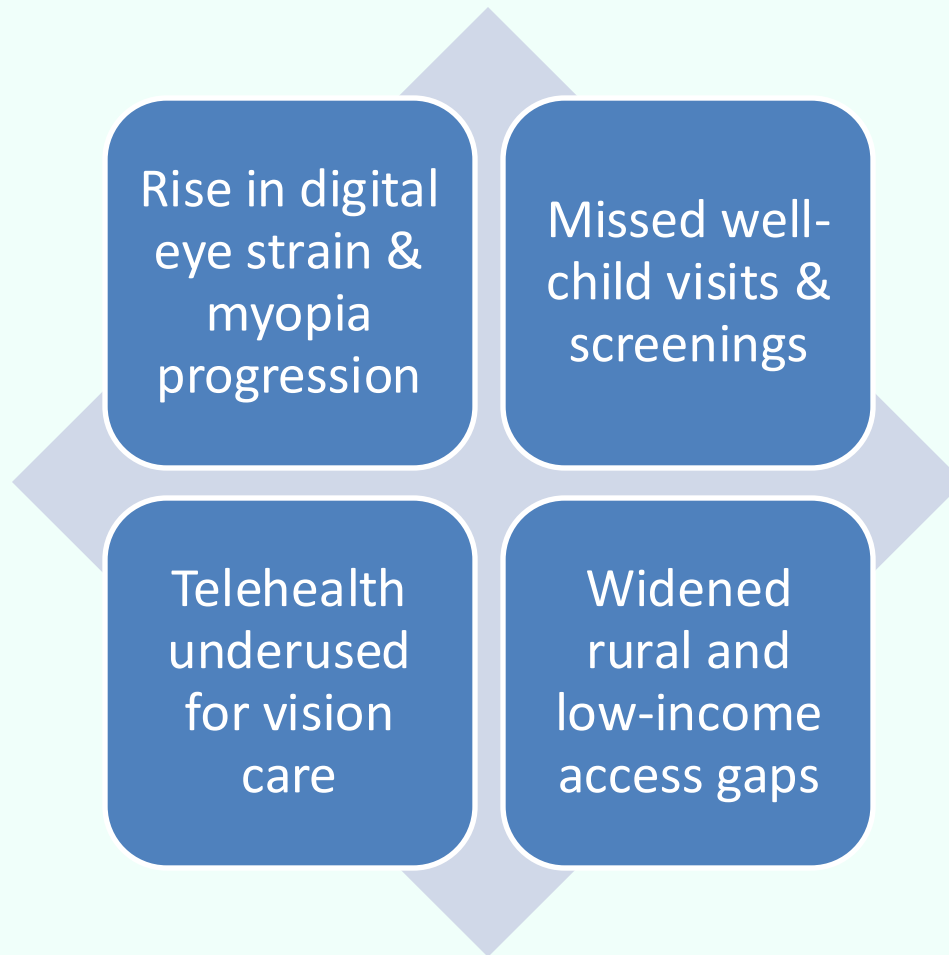 Rise in digital
eye strain &
myopia
progression
Missed well-
child visits &
screenings
Telehealth
underused
for vision
care
Widened
rural and
low-income
access gaps